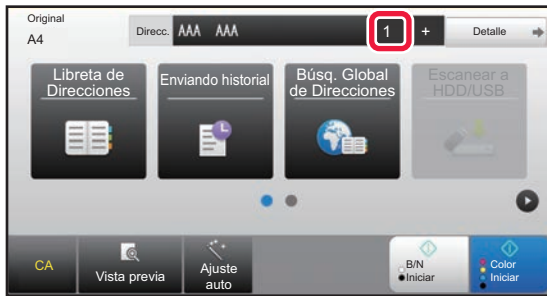 Original
A4
Direcc. AAA AAA 1 + Detalle
Libreta de
Direcciones
Enviando historial
Búsq. Global
de Direcciones
Escanear a
HDD/USB
CA
Vista previa
Ajuste
auto
B/N
Iniciar
Color
Iniciar